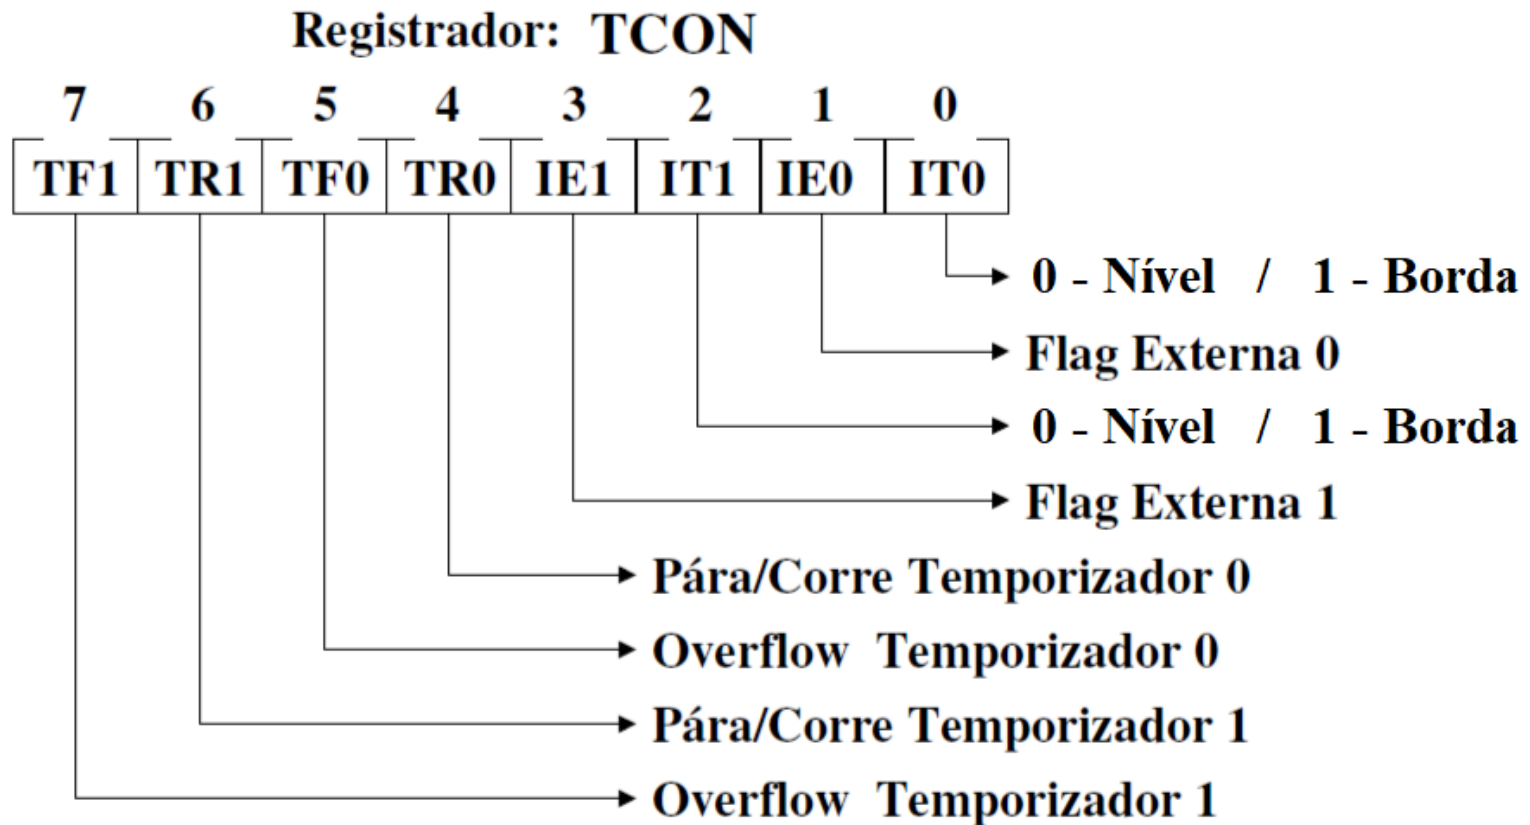 Registrador: TCON
7 6 5 4 3 2 1 0
TF1 TR1 TF0 TR0 IE1 IT1 IE0 IT0
0 - Nível / 1 - Borda
Flag Externa 0
0 - Nível / 1 - Borda
Flag Externa 1
Pára/Corre Temporizador 0
Overflow Temporizador 0
Pára/Corre Temporizador 1
Overflow Temporizador 1